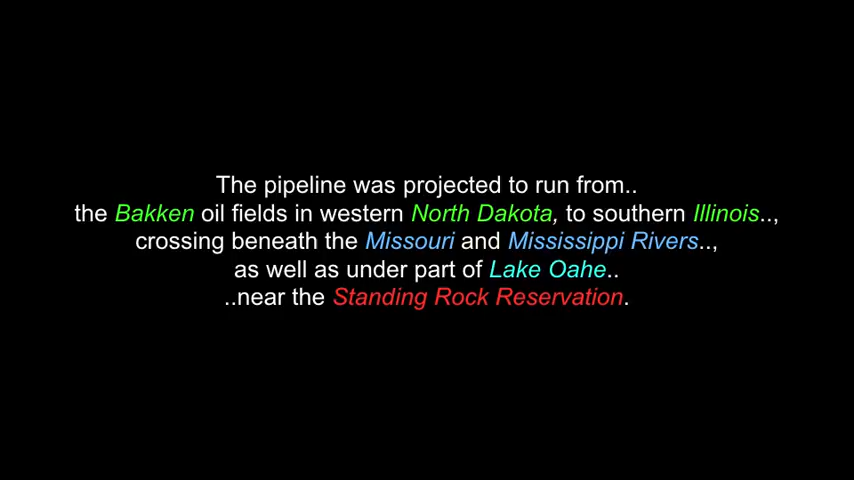 The pipeline was projected to run from..
the Bakken oil fields in western North Dakota, to southern Illinois..,
crossing beneath the Missouri and Mississippi Rivers..,
as well as under part of Lake Oahe..
..near the Standing Rock Reservation.